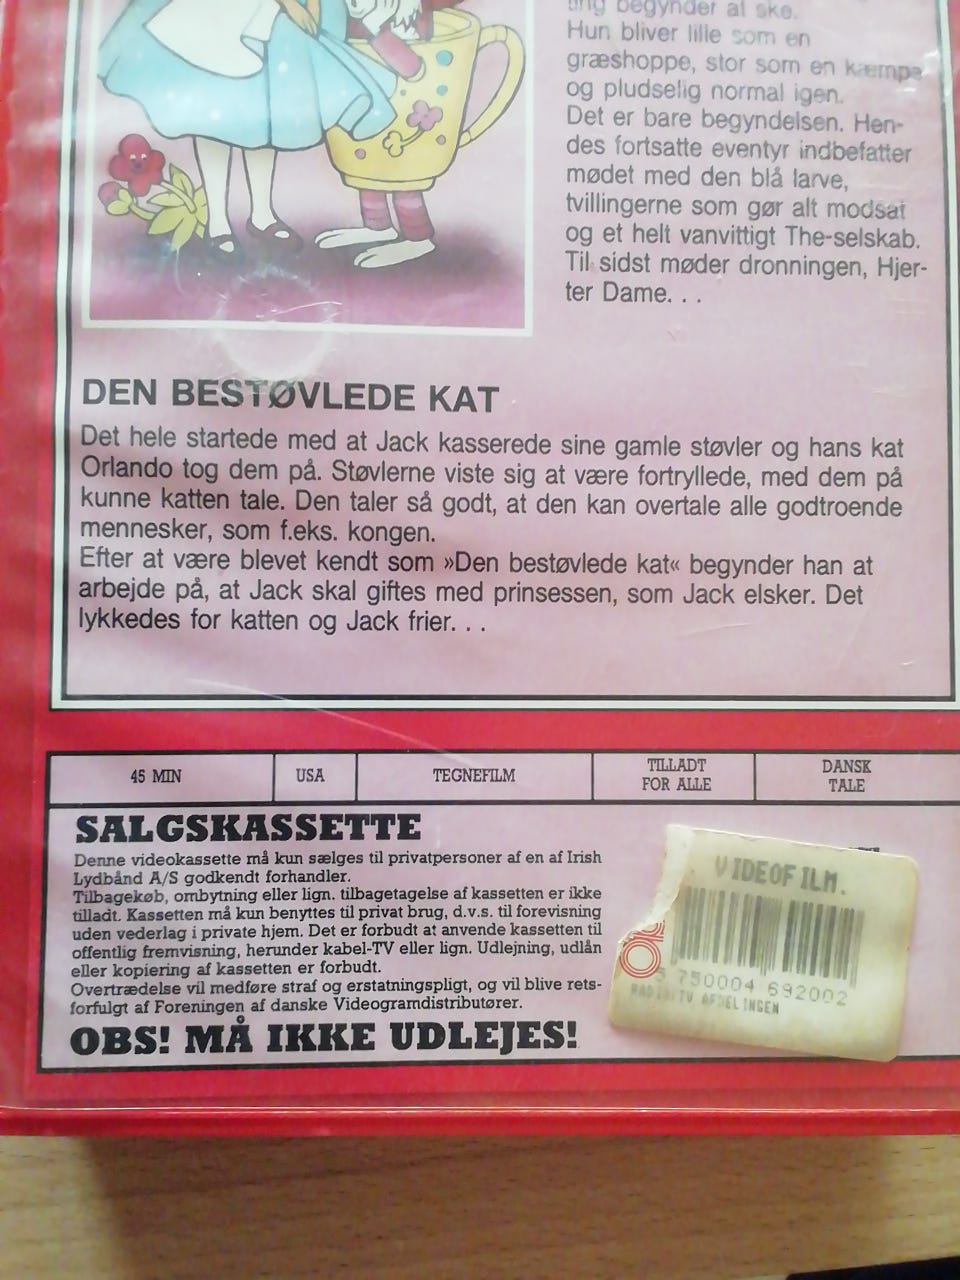 ting begynder at ske.
Hun bliver lille som en
græshoppe, stor som en kæmpe
og pludselig normal igen.
Det er bare begyndelsen. Hen-
des fortsatte eventyr indbefatter
mødet med den blå larve,
tvillingerne som gør alt modsat
og et helt vanvittigt The-selskab.
Til sidst møder dronningen, Hjer-
ter Dame. . .
DEN BESTØVLEDE KAT
Det hele startede med at Jack kasserede sine gamle støvler og hans kat
Orlando tog dem på. Støvlerne viste sig at være fortryllede, med dem på
kunne katten tale. Den taler så godt, at den kan overtale alle godtroende
mennesker, som f.eks. kongen.
Efter at være blevet kendt som »Den bestøvlede kat« begynder han at
arbejde på, at Jack skal giftes med prinsessen, som Jack elsker. Det
lykkedes for katten og Jack frier. . .
45 MIN
USA
TEGNEFILM
TILLADT
FOR ALLE
DANSK
TALE
SALGSKASSETTE
Denne videokassette må kun sælges til privatpersoner af en af Irish
Lydbånd A/S godkendt forhandler.
Tilbagekøb, ombytning eller lign. tilbagetagelse af kassetten er ikke
tilladt. Kassetten må kun benyttes til privat brug, d.v.s. til forevisning
uden vederlag i private hjem. Det er forbudt at anvende kassetten til
offentlig fremvisning, herunder kabel-TV eller lign. Udlejning, udlån
eller kopiering af kassetten er forbudt.
Overtrædelse vil medføre straf og erstatningspligt, og vil blive rets-
forfulgt af Foreningen af danske Videogramdistributører.
OBS! MÅ IKKE UDLEJES!
VIDEOFILM.
5 750004 692002
RADIO/TV AFDELINGEN